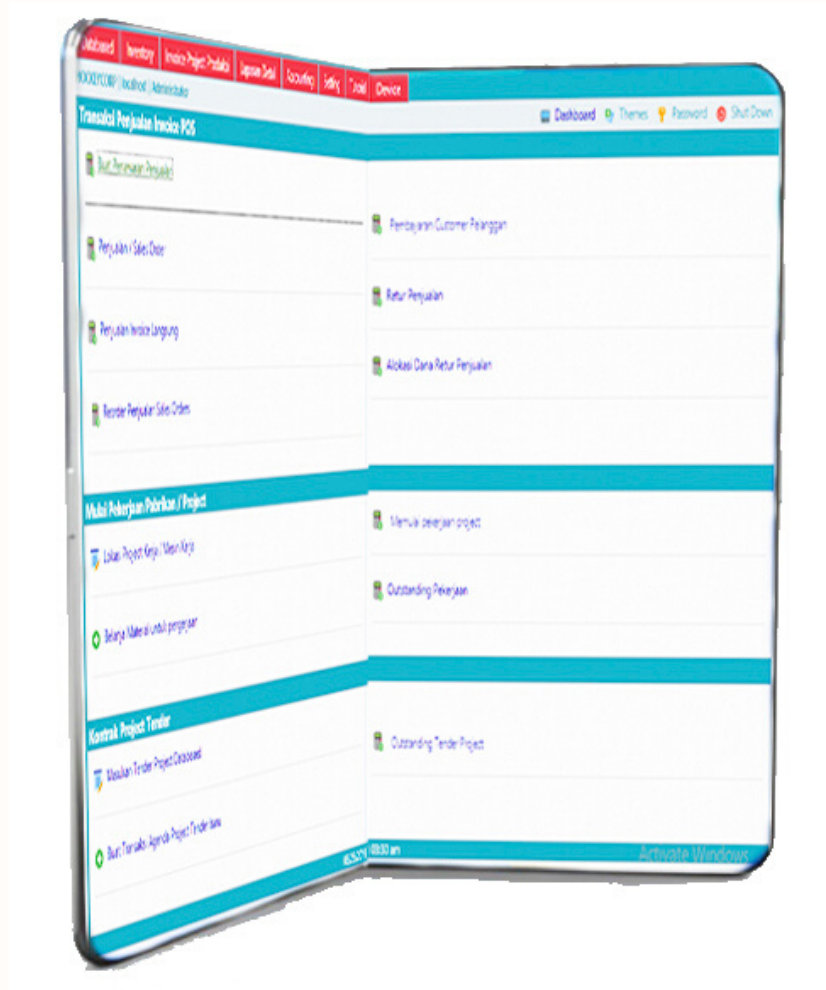 Databased Inventory Invoice Project Produksi Laporan Detail Accounting Setting Tutorial Device
localhost | Administrator
Dashboard Themes Password Shut Down
Transaksi Penjualan Invoice POS
Buat Penawaran Penjualan
Penjualan / Sales Order
Penjualan Invoice Langsung
Reorder Penjualan Sales Orders
Pembayaran Customer Pelanggan
Retur Penjualan
Alokasi Dana Retur Penjualan
Mulai Pekerjaan Pabrikan / Project
Lokasi Project Kerja / Mesin Kerja
Belanja Material untuk pengerjaan
Memulai pekerjaan project
Outstanding Pekerjaan
Kontrak Project Tender
Masukan Tender Project Databased
Buat Transaksi Agenda Project Tender baru
Outstanding Tender Project
Activate Windows